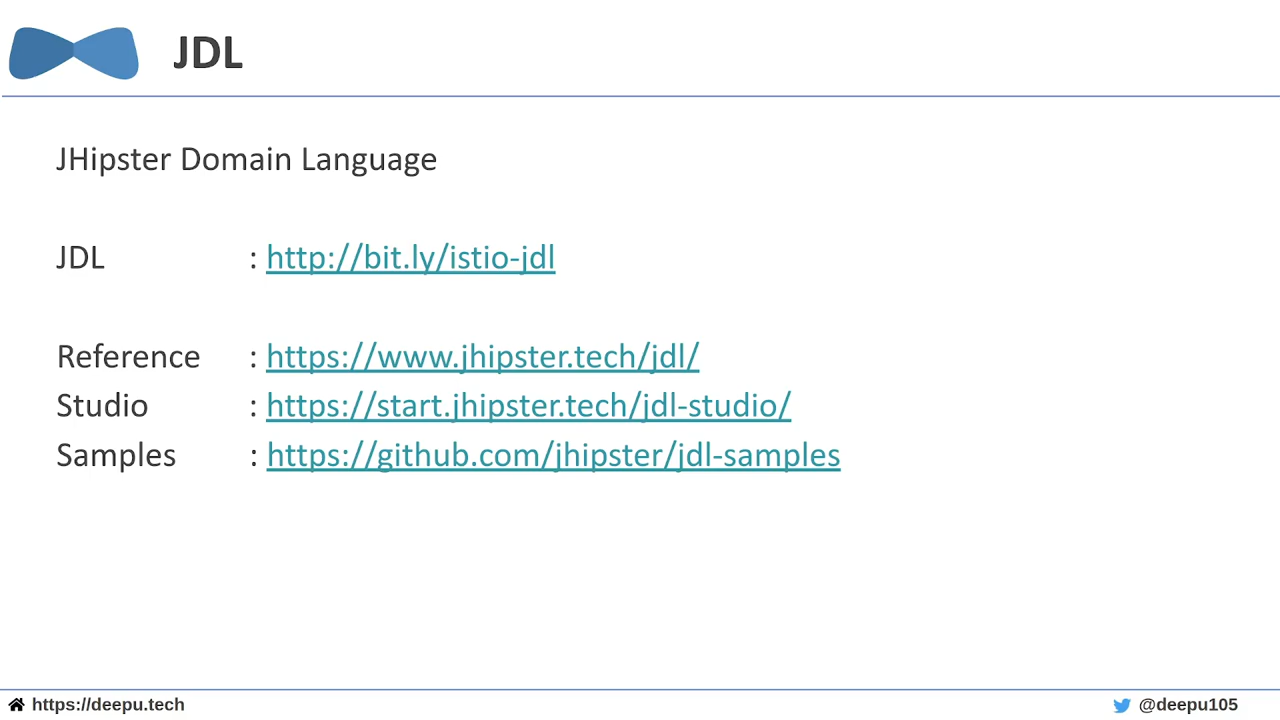 JDL
JHipster Domain Language
JDL : http://bit.ly/istio-jdl
Reference : https://www.jhipster.tech/jdl/
Studio : https://start.jhipster.tech/jdl-studio/
Samples : https://github.com/jhipster/jdl-samples
https://deepu.tech
@deepu105